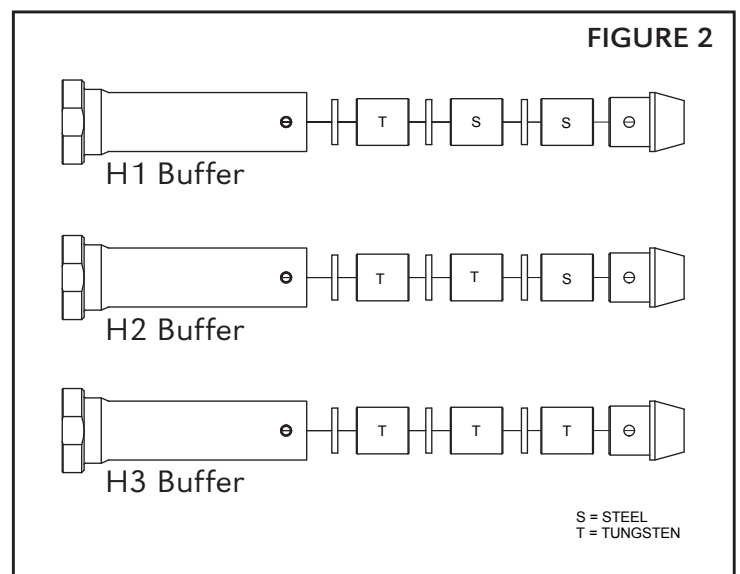 FIGURE 2
T S S
H1 Buffer
T T S
H2 Buffer
T T T
H3 Buffer
S = STEEL
T = TUNGSTEN